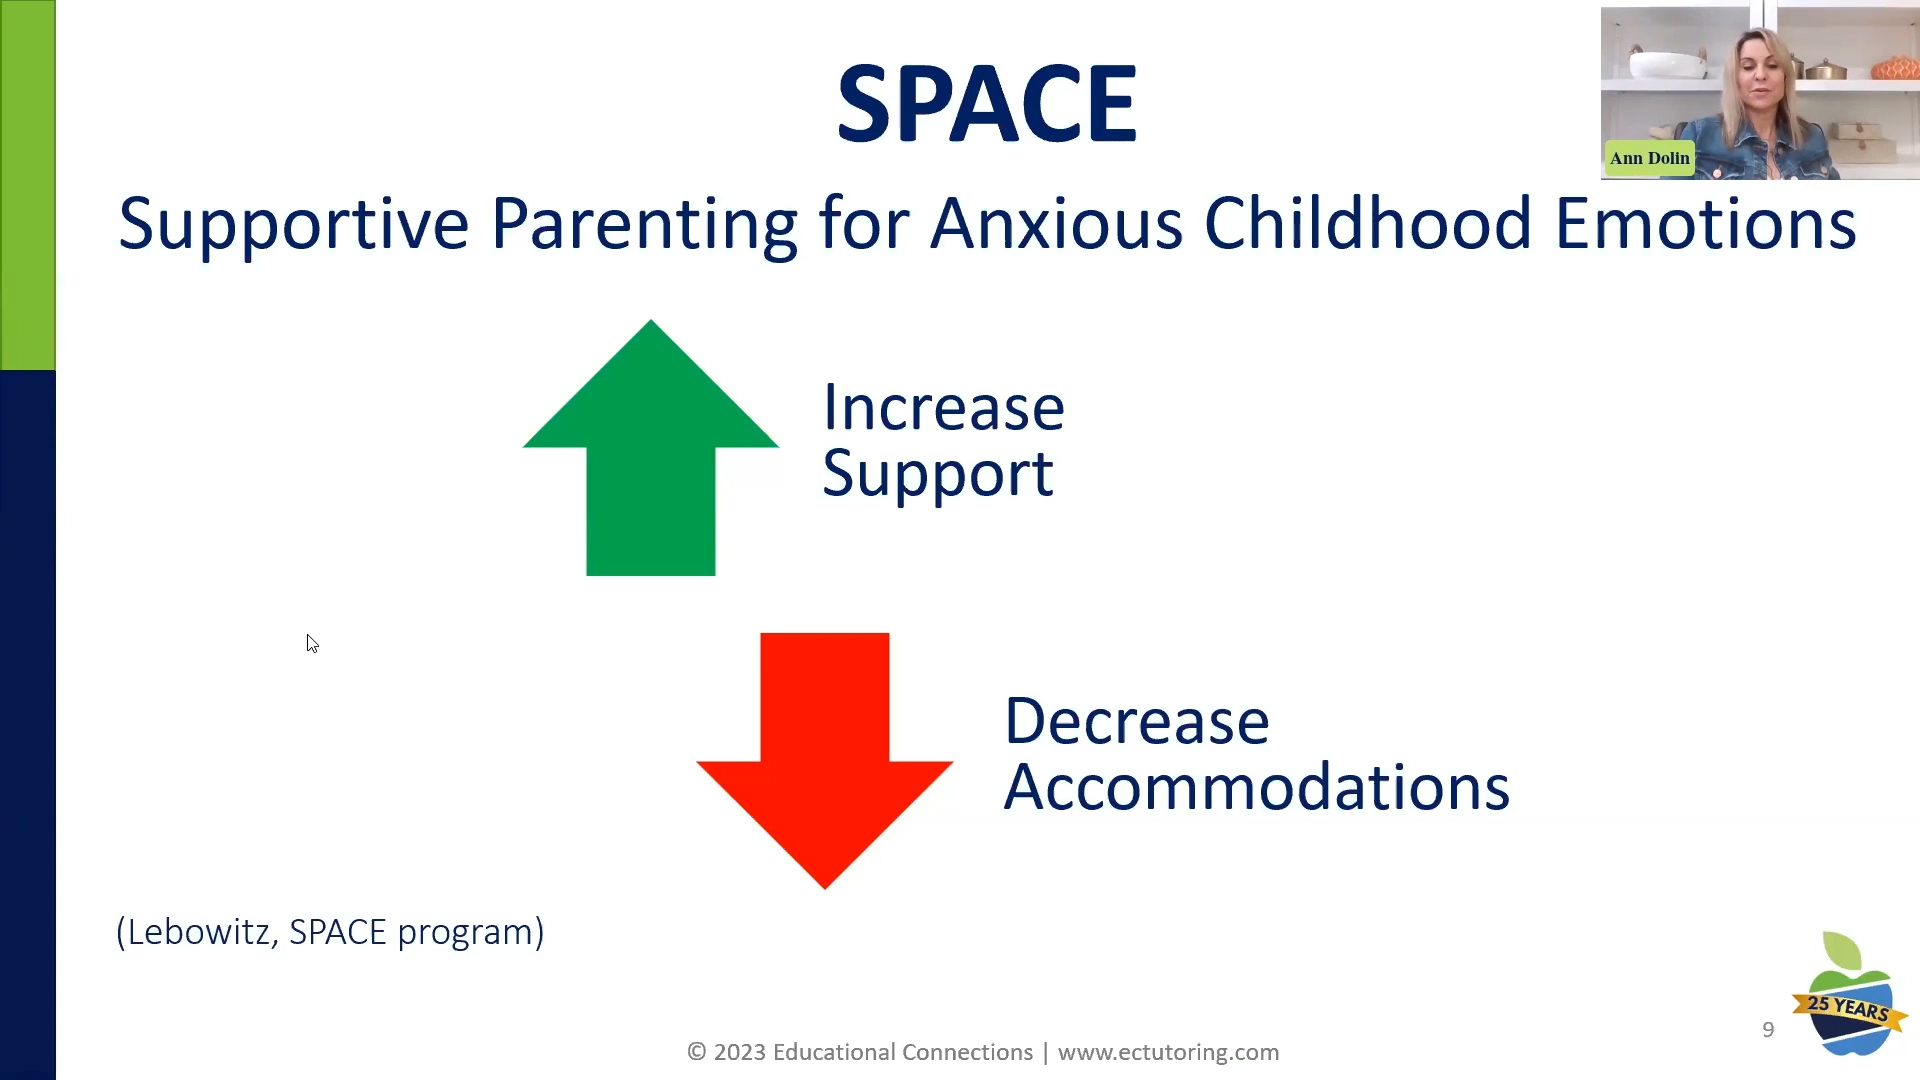 SPACE
Ann Dolin
Supportive Parenting for Anxious Childhood Emotions
Increase
Support
Decrease
Accommodations
(Lebowitz, SPACE program)
25 YEARS
9
© 2023 Educational Connections | www.ectutoring.com